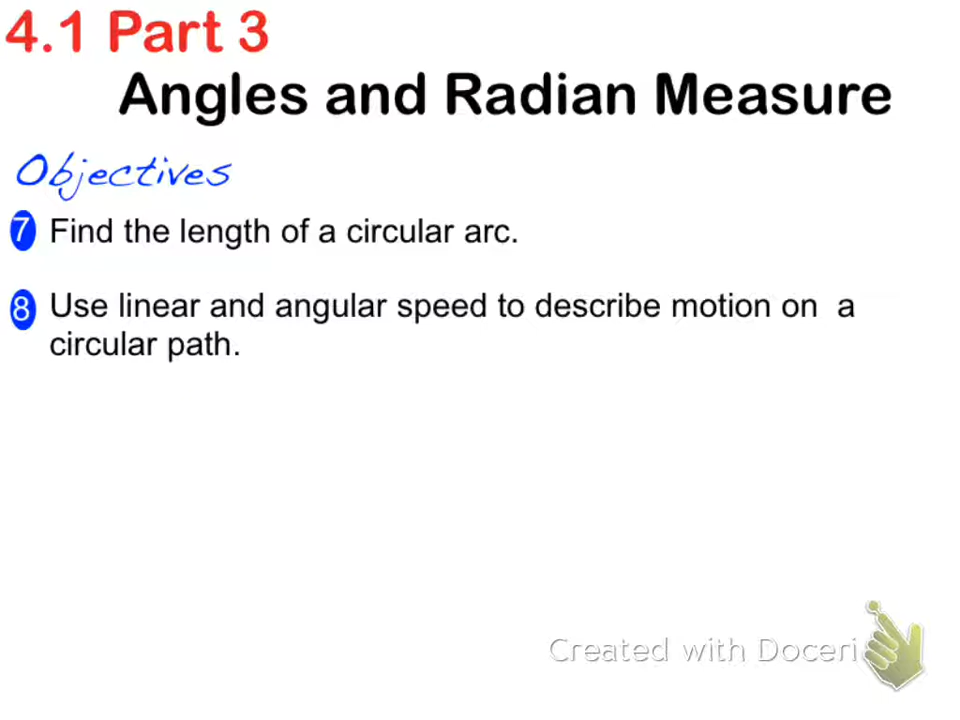 4.1 Part 3
Angles and Radian Measure
Objectives
7 Find the length of a circular arc.
8 Use linear and angular speed to describe motion on a
circular path.
Created with Doceri